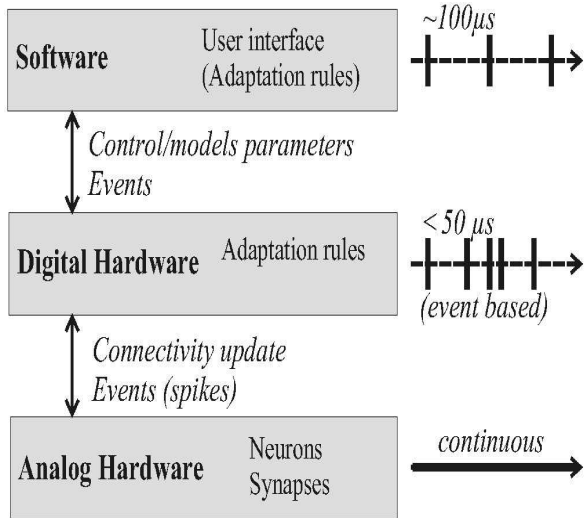 Software
User interface
(Adaptation rules)
~100µs
Control/models parameters
Events
Digital Hardware
Adaptation rules
<50 µs
(event based)
Connectivity update
Events (spikes)
Analog Hardware
Neurons
Synapses
continuous